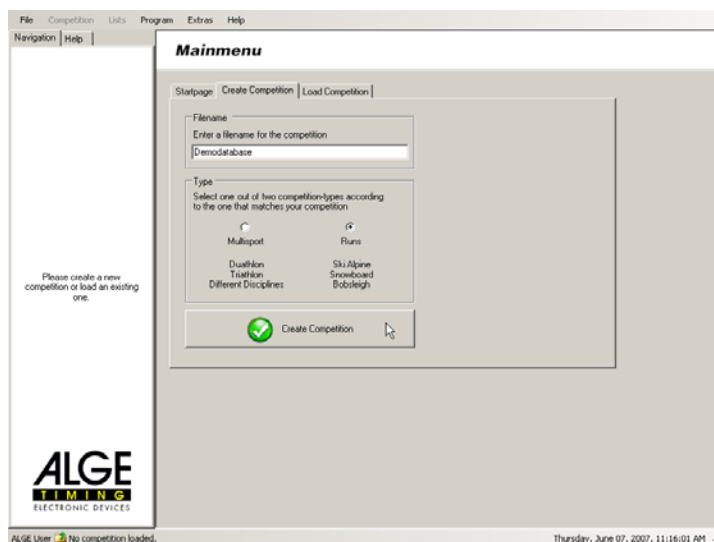 File Competition Lists Program Extras Help
Navigation Help
Mainmenu
Startpage Create Competition Load Competition
Filename
Enter a filename for the competition
Demodatabase
Type
Select one out of two competition-types according
to the one that matches your competition
Multisport Runs
Duathlon Ski Alpine
Triathlon Snowboard
Different Disciplines Bobsleigh
Please create a new
competition or load an existing
one.
Create Competition
ALGE
TIMING
ELECTRONIC DEVICES
ALGE User No competition loaded. Thursday, June 07, 2007, 11:16:01 AM